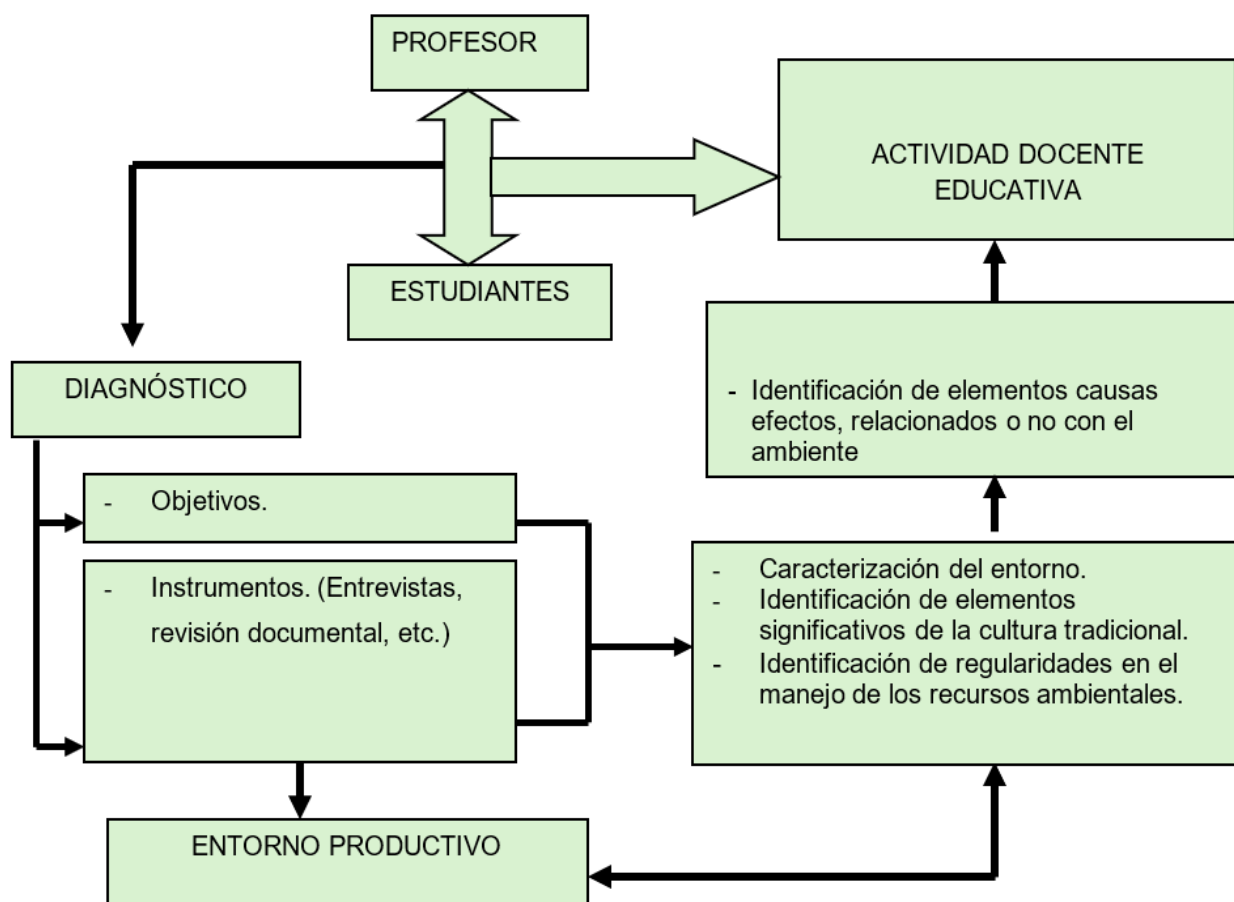 PROFESOR
ACTIVIDAD DOCENTE
EDUCATIVA
ESTUDIANTES
DIAGNÓSTICO
- Identificación de elementos causas
efectos, relacionados o no con el
ambiente
- Objetivos.
- Instrumentos. (Entrevistas,
revisión documental, etc.)
- Caracterización del entorno.
- Identificación de elementos
significativos de la cultura tradicional.
- Identificación de regularidades en el
manejo de los recursos ambientales.
ENTORNO PRODUCTIVO